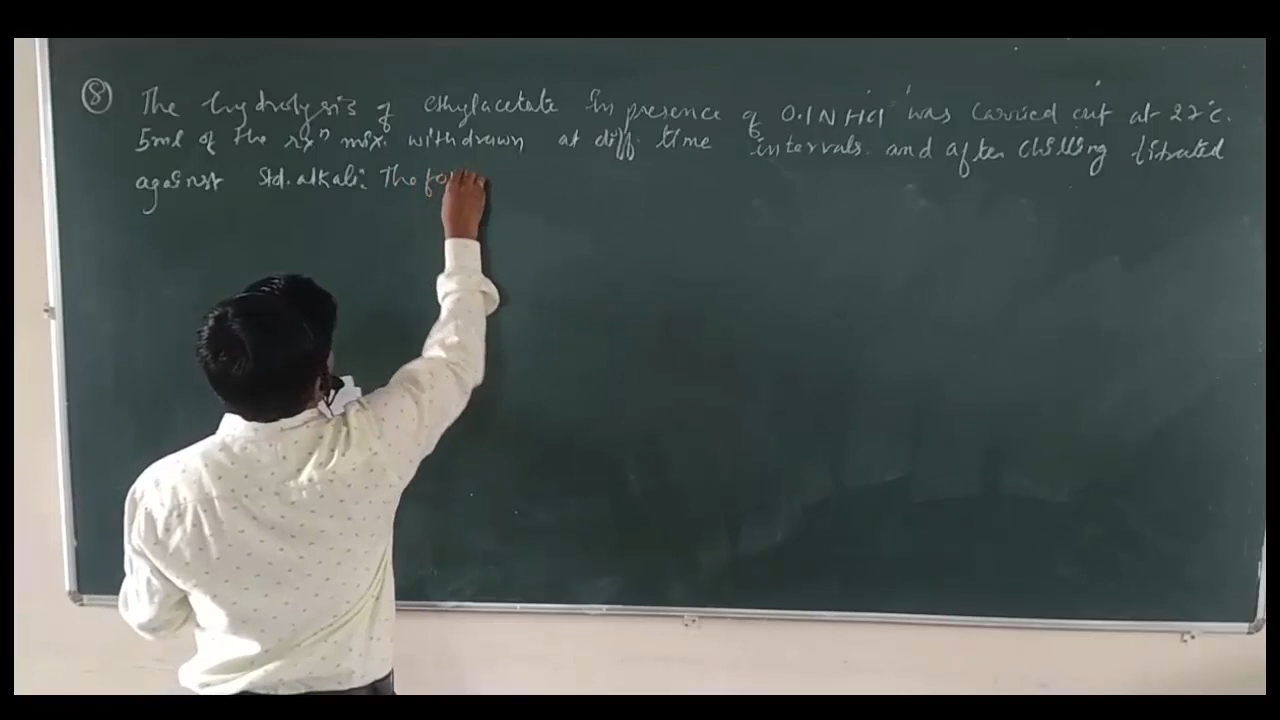 ⑧ The hydrolysis of ethylacetate In presence of 0.1N HCl was carried out at 27°c.
5ml of the rxⁿ mix. withdrawn at diff. time intervals. and after chilling titrated
against Std. alkali. The fo